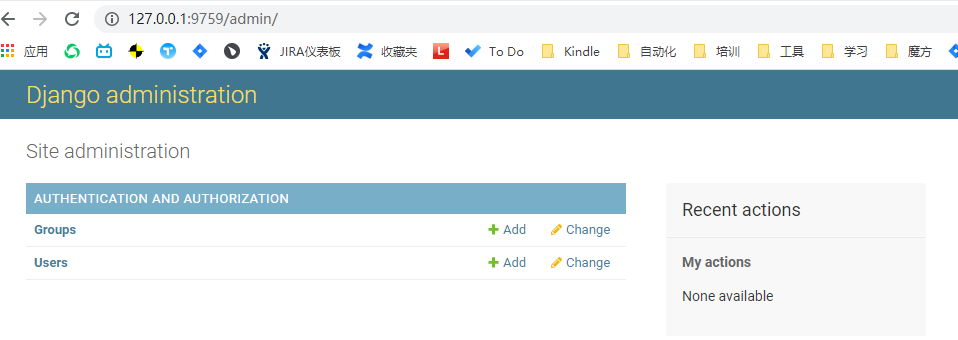 127.0.0.1:9759/admin/
应用 JIRA仪表板 收藏夹 L To Do Kindle 自动化 培训 工具 学习 魔方
Django administration
Site administration
AUTHENTICATION AND AUTHORIZATION
Groups Add Change
Users Add Change
Recent actions
My actions
None available